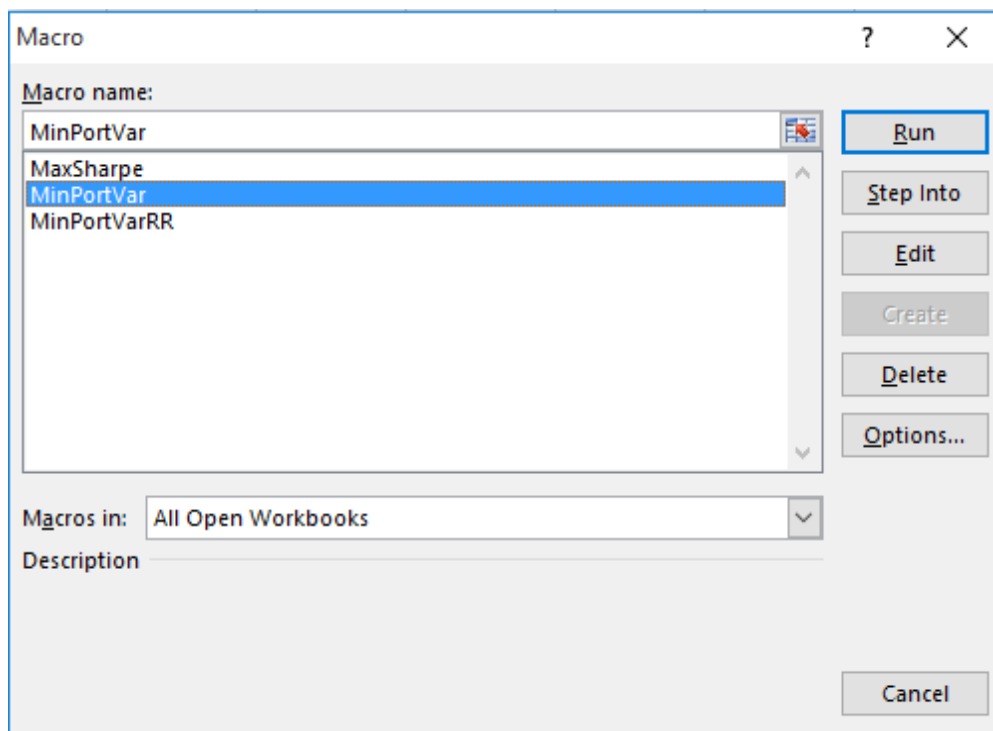 Macro
?
Macro name:
MinPortVar
Run
MaxSharpe
MinPortVar
MinPortVarRR
Step Into
Edit
Create
Delete
Options...
Macros in: All Open Workbooks
Description
Cancel